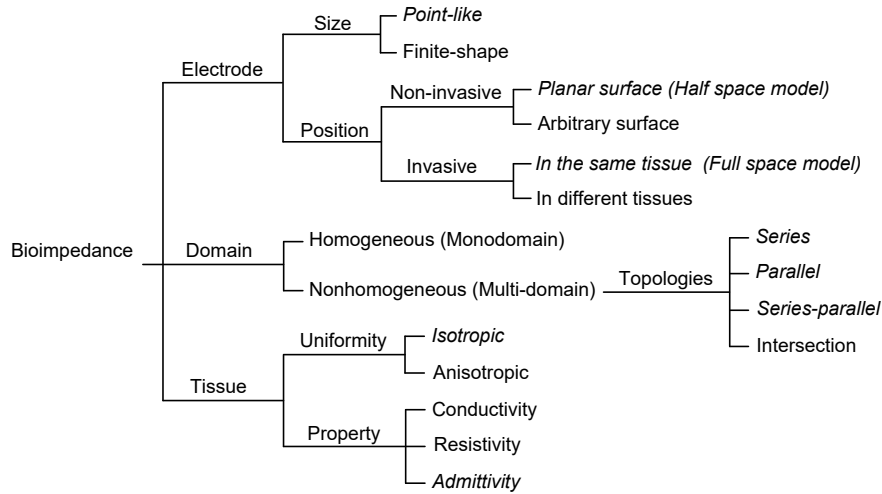 Bioimpedance
Electrode
Size
Point-like
Finite-shape
Position
Non-invasive
Planar surface (Half space model)
Arbitrary surface
Invasive
In the same tissue (Full space model)
In different tissues
Domain
Homogeneous (Monodomain)
Nonhomogeneous (Multi-domain)
Topologies
Series
Parallel
Series-parallel
Intersection
Tissue
Uniformity
Isotropic
Anisotropic
Property
Conductivity
Resistivity
Admittivity